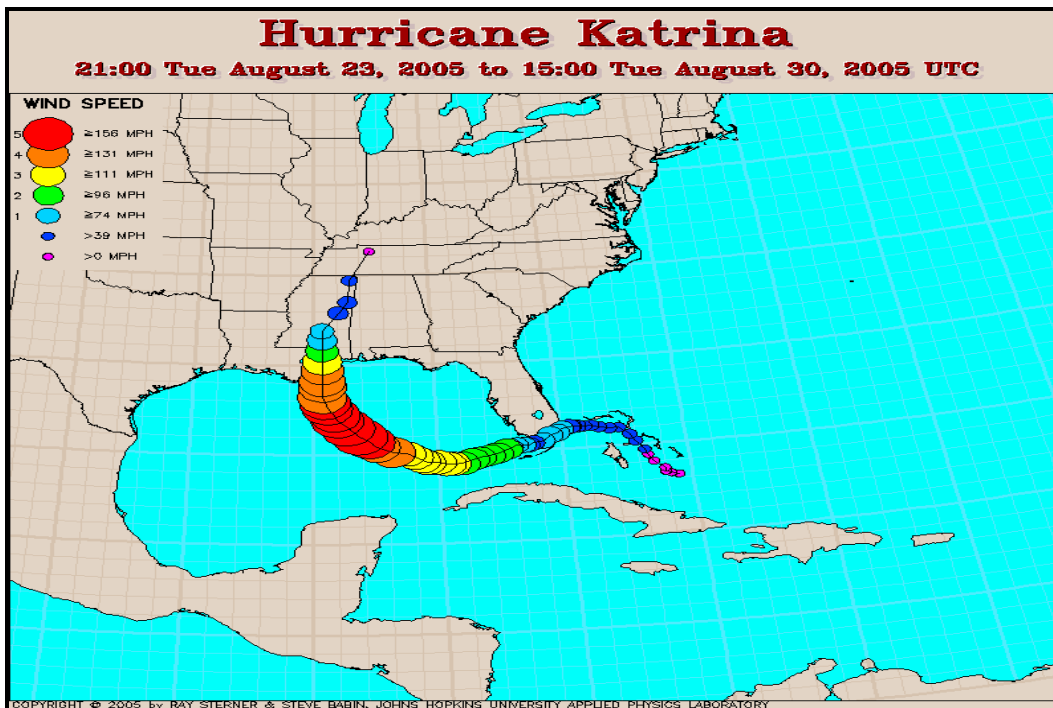 Hurricane Katrina
21:00 Tue August 23, 2005 to 15:00 Tue August 30, 2005 UTC
WIND SPEED
5 ≥156 MPH
4 ≥131 MPH
3 ≥111 MPH
2 ≥96 MPH
1 ≥74 MPH
>39 MPH
>0 MPH
COPYRIGHT © 2005 by RAY STERNER & STEVE BABIN, JOHNS HOPKINS UNIVERSITY APPLIED PHYSICS LABORATORY